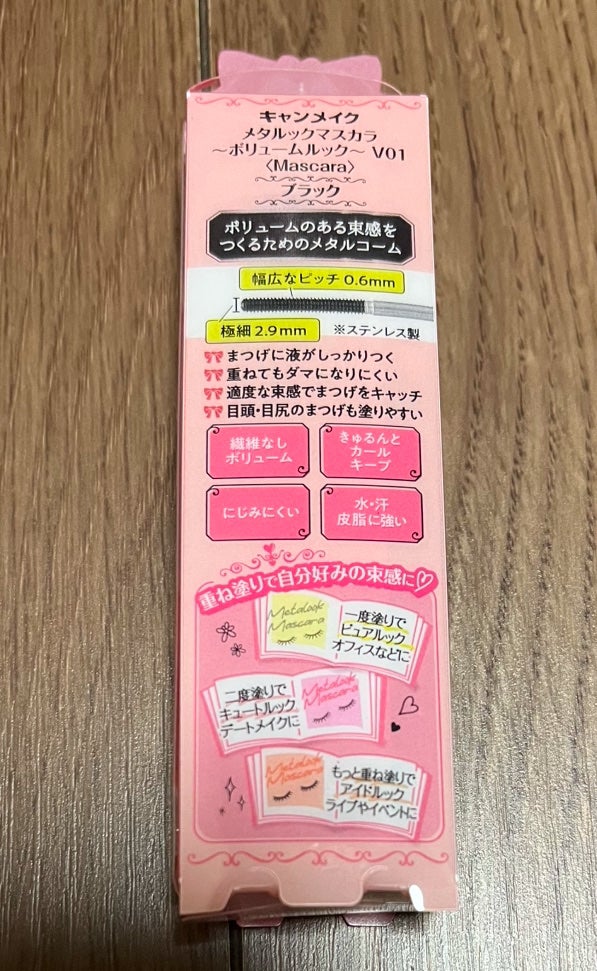 キャンメイク
メタルックマスカラ
～ボリュームルック～ V01
〈Mascara〉
ブラック
ボリュームのある束感を
つくるためのメタルコーム
幅広なピッチ 0.6mm
極細 2.9mm
※ステンレス製
まつげに液がしっかりつく
重ねてもダマになりにくい
適度な束感でまつげをキャッチ
目頭・目尻のまつげも塗りやすい
繊維なし
ボリューム
きゅるんと
カール
キープ
にじみにくい
水・汗
皮脂に強い
重ね塗りで自分好みの束感に♡
Metalook
Mascara
一度塗りで
ピュアルック
オフィスなどに
二度塗りで
キュートルック
デートメイクに
Metalook
Mascara
Metalook
Mascara
もっと重ね塗りで
アイドルック
ライブやイベントに